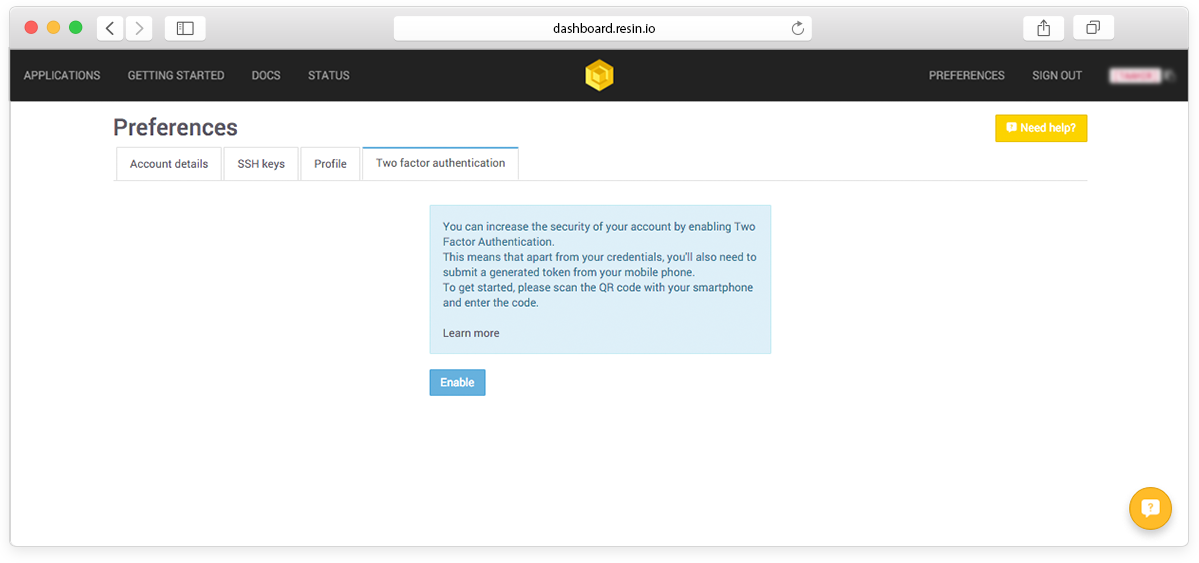 dashboard.resin.io
APPLICATIONS GETTING STARTED DOCS STATUS PREFERENCES SIGN OUT
Preferences
Need help?
Account details SSH keys Profile Two factor authentication
You can increase the security of your account by enabling Two
Factor Authentication.
This means that apart from your credentials, you'll also need to
submit a generated token from your mobile phone.
To get started, please scan the QR code with your smartphone
and enter the code.
Learn more
Enable